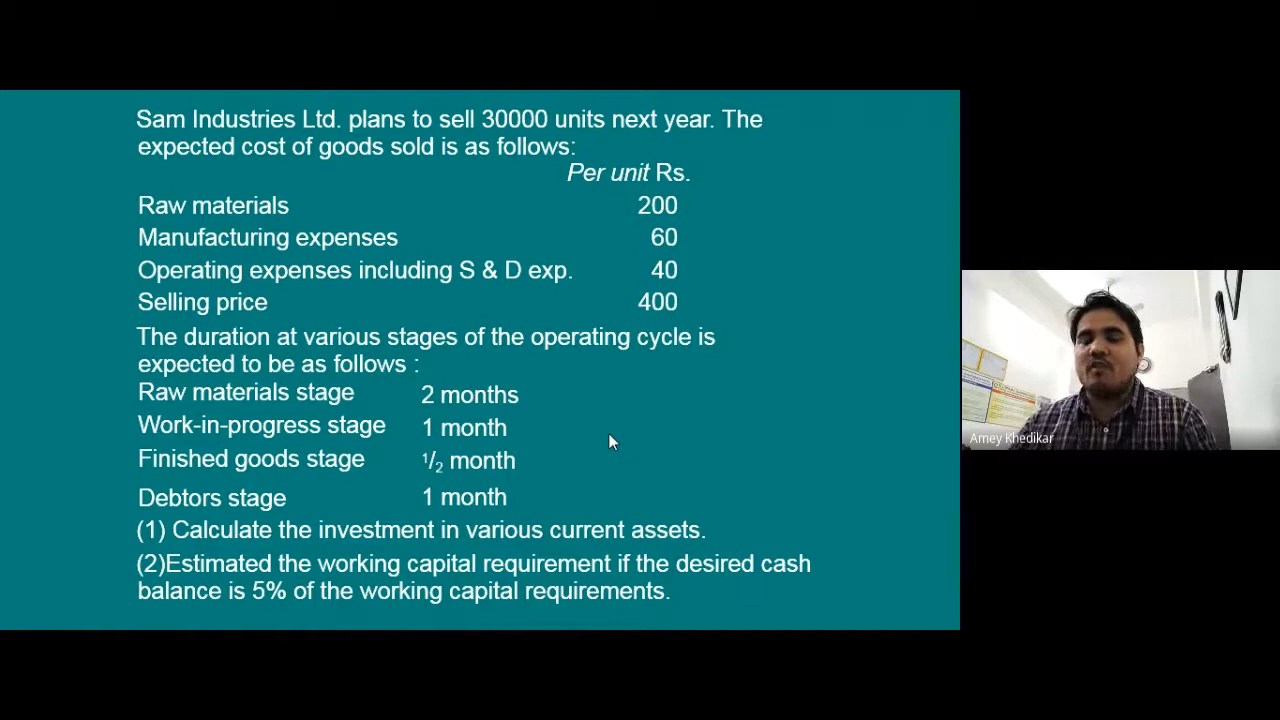 Sam Industries Ltd. plans to sell 30000 units next year. The
expected cost of goods sold is as follows:
Per unit Rs.
Raw materials 200
Manufacturing expenses 60
Operating expenses including S & D exp. 40
Selling price 400
The duration at various stages of the operating cycle is
expected to be as follows :
Raw materials stage 2 months
Work-in-progress stage 1 month
Finished goods stage 1/2 month
Debtors stage 1 month
(1) Calculate the investment in various current assets.
(2)Estimated the working capital requirement if the desired cash
balance is 5% of the working capital requirements.
Amey Khedikar